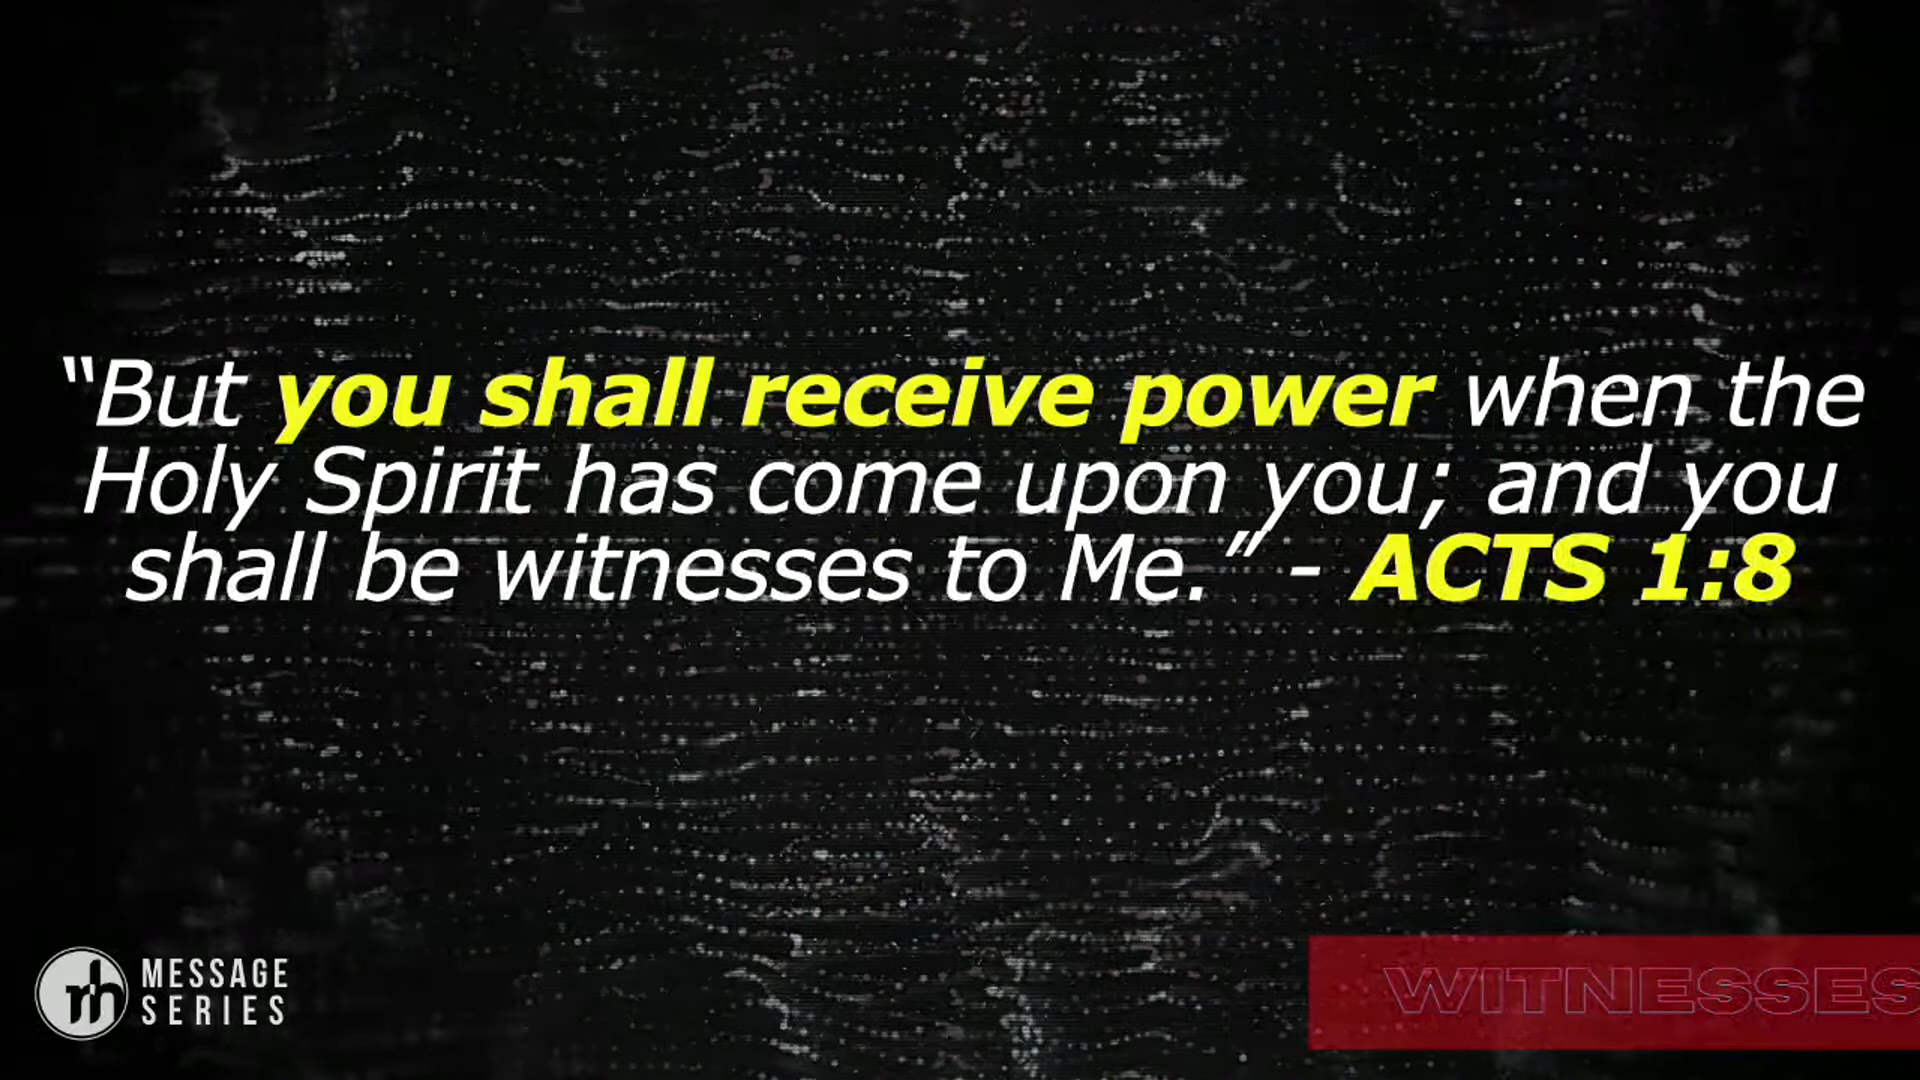 “But you shall receive power when the
Holy Spirit has come upon you; and you
shall be witnesses to Me.” - ACTS 1:8
rh
MESSAGE
SERIES
WITNESSES